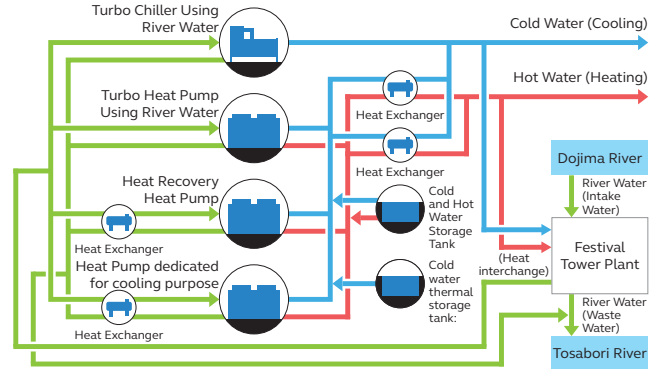 Turbo Chiller Using
River Water
Cold Water (Cooling)
Hot Water (Heating)
Turbo Heat Pump
Using River Water
Heat Exchanger
Heat Exchanger
Dojima River
River Water
(Intake
Water)
Heat Recovery
Heat Pump
Heat Exchanger
Cold
and Hot
Water
Storage
Tank
Festival
Tower Plant
(Heat
interchange)
Heat Pump dedicated
for cooling purpose
Heat Exchanger
Cold
water
thermal
storage
tank:
River Water
(Waste
Water)
Tosabori River